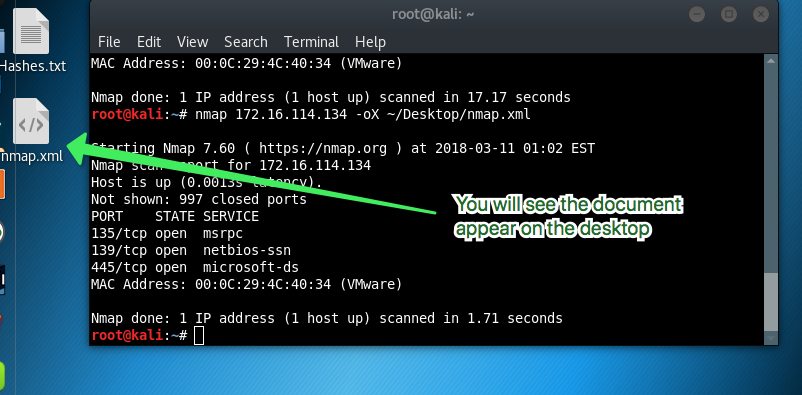 root@kali: ~
File Edit View Search Terminal Help
Hashes.txt
nmap.xml
MAC Address: 00:0C:29:4C:40:34 (VMware)
Nmap done: 1 IP address (1 host up) scanned in 17.17 seconds
root@kali:~# nmap 172.16.114.134 -oX ~/Desktop/nmap.xml
Starting Nmap 7.60 ( https://nmap.org ) at 2018-03-11 01:02 EST
Nmap scan report for 172.16.114.134
Host is up (0.0013s latency).
Not shown: 997 closed ports
PORT    STATE SERVICE
135/tcp open  msrpc
139/tcp open  netbios-ssn
445/tcp open  microsoft-ds
MAC Address: 00:0C:29:4C:40:34 (VMware)
Nmap done: 1 IP address (1 host up) scanned in 1.71 seconds
root@kali:~#
You will see the document
appear on the desktop